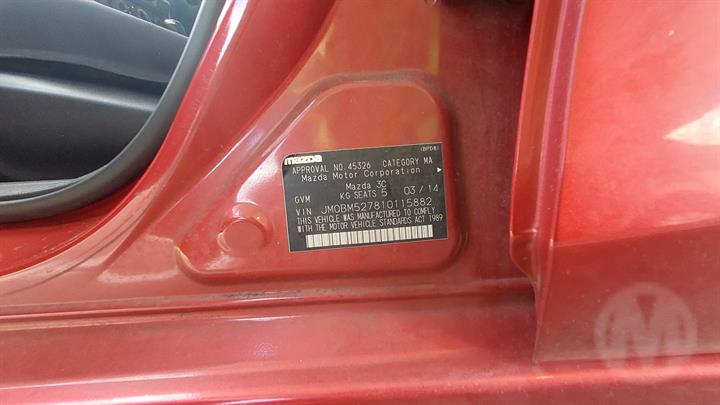 (BPD8)
mazda
APPROVAL NO. 45326 CATEGORY MA
Mazda Motor Corporation
Mazda 3C
GVM KG SEATS 5 03/14
VIN JM0BM527810115882
THIS VEHICLE WAS MANUFACTURED TO COMPLY
WITH THE MOTOR VEHICLE STANDARDS ACT 1989
M